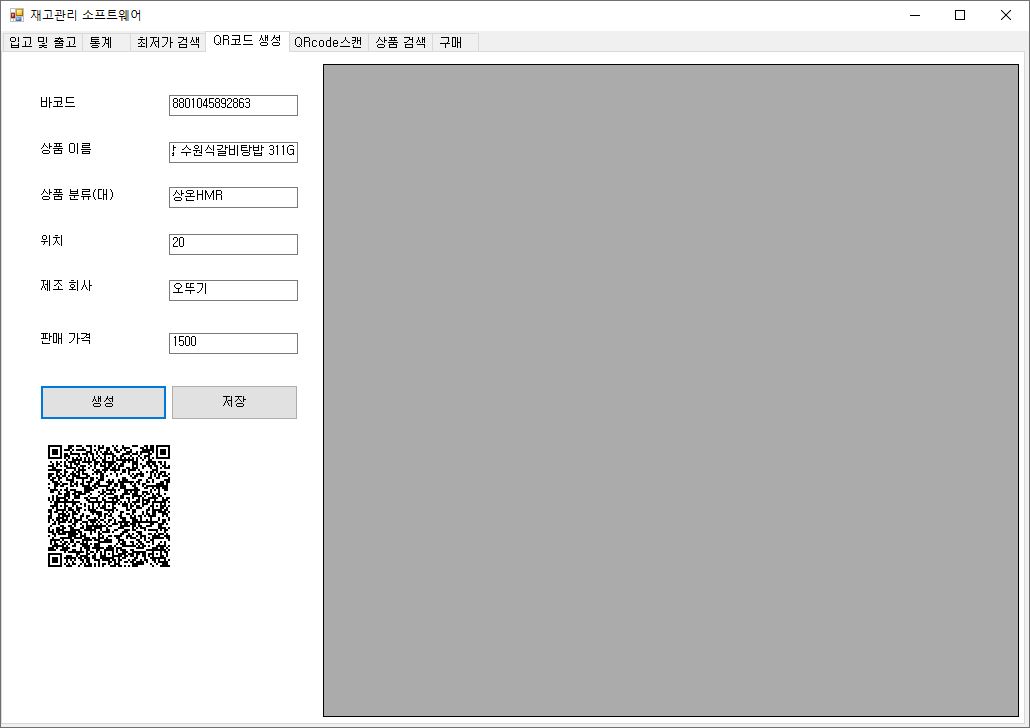 재고관리 소프트웨어
입고 및 출고 통계 최저가 검색 QR코드 생성 QRcode스캔 상품 검색 구매
바코드 8801045892863
상품 이름 수원식갈비탕밥 311G
상품 분류(대) 상온HMR
위치 20
제조 회사 오뚜기
판매 가격 1500
생성 저장